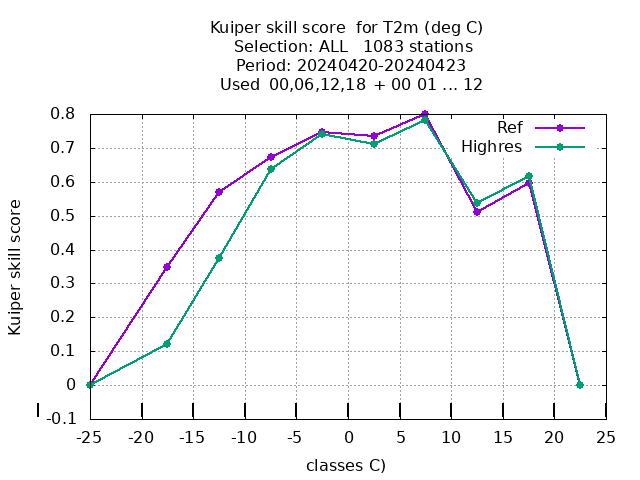 Kuiper skill score for T2m (deg C)
Selection: ALL 1083 stations
Period: 20240420-20240423
Used 00,06,12,18 + 00 01 ... 12
Ref
Highres
Kuiper skill score
0.8
0.7
0.6
0.5
0.4
0.3
0.2
0.1
0
-0.1
-25 -20 -15 -10 -5 0 5 10 15 20 25
classes C)